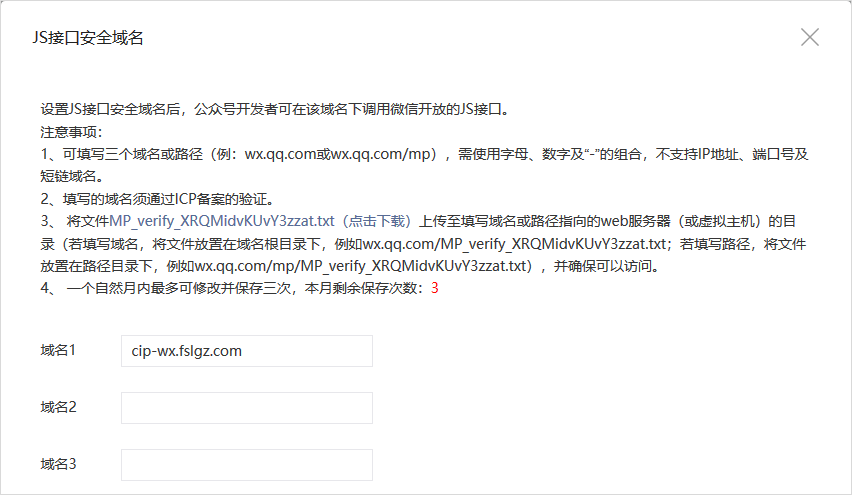 JS接口安全域名
设置JS接口安全域名后，公众号开发者可在该域名下调用微信开放的JS接口。
注意事项：
1、可填写三个域名或路径（例：wx.qq.com或wx.qq.com/mp），需使用字母、数字及“-”的组合，不支持IP地址、端口号及
短链域名。
2、填写的域名须通过ICP备案的验证。
3、 将文件MP_verify_XRQMidvKUvY3zzat.txt（点击下载）上传至填写域名或路径指向的web服务器（或虚拟主机）的目
录（若填写域名，将文件放置在域名根目录下，例如wx.qq.com/MP_verify_XRQMidvKUvY3zzat.txt；若填写路径，将文件
放置在路径目录下，例如wx.qq.com/mp/MP_verify_XRQMidvKUvY3zzat.txt），并确保可以访问。
4、 一个自然月内最多可修改并保存三次，本月剩余保存次数：3
域名1 cip-wx.fslgz.com
域名2
域名3